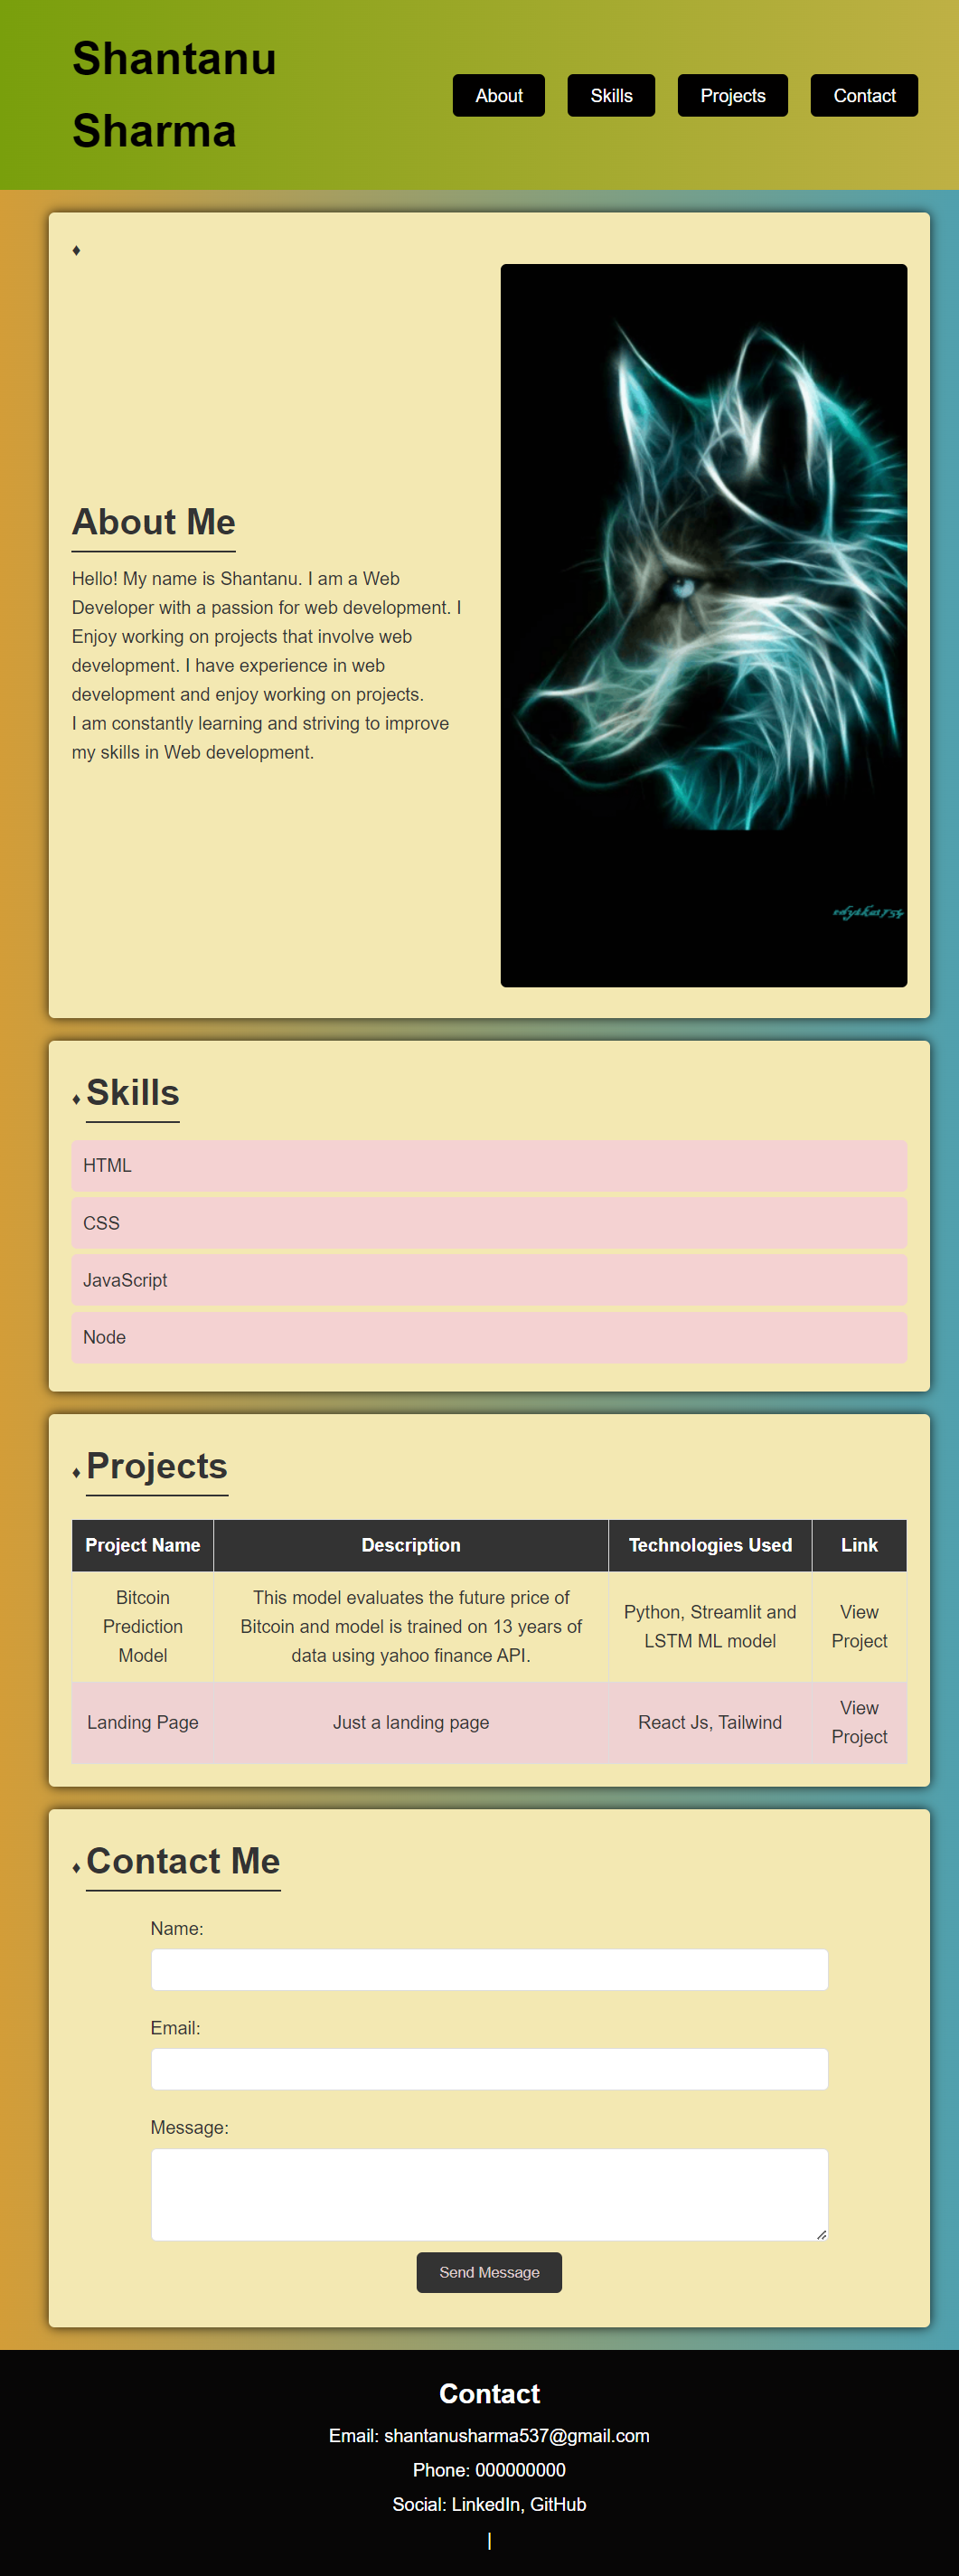 Shantanu
Sharma
About
Skills
Projects
Contact
♦
About Me
Hello! My name is Shantanu. I am a Web
Developer with a passion for web development. I
Enjoy working on projects that involve web
development. I have experience in web
development and enjoy working on projects.
I am constantly learning and striving to improve
my skills in Web development.
♦ Skills
HTML
CSS
JavaScript
Node
♦ Projects
Project Name
Description
Technologies Used
Link
Bitcoin
Prediction
Model
This model evaluates the future price of
Bitcoin and model is trained on 13 years of
data using yahoo finance API.
Python, Streamlit and
LSTM ML model
View
Project
Landing Page
Just a landing page
React Js, Tailwind
View
Project
♦ Contact Me
Name:
Email:
Message:
Send Message
Contact
Email: shantanusharma537@gmail.com
Phone: 000000000
Social: LinkedIn, GitHub
|